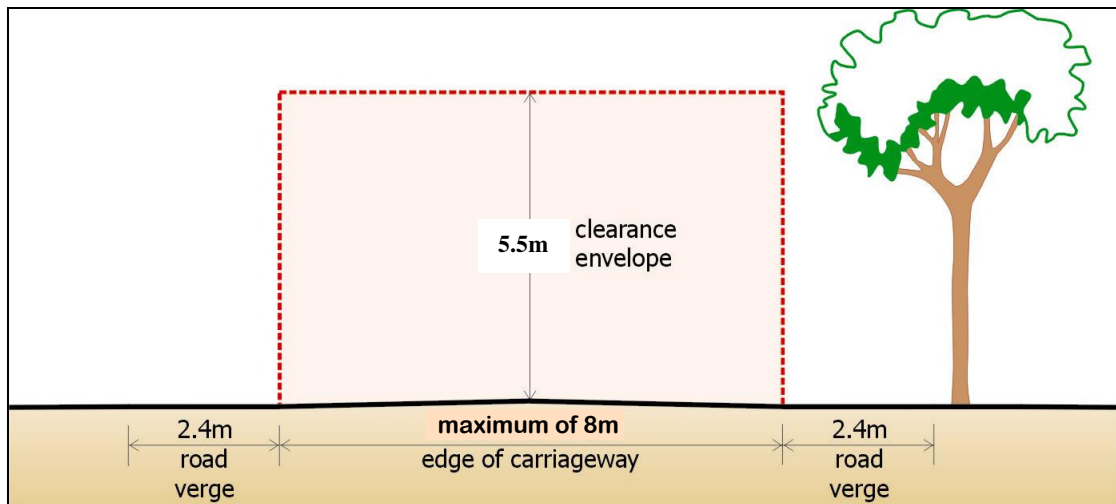 5.5m
clearance
envelope
2.4m
road
verge
maximum of 8m
edge of carriageway
2.4m
road
verge